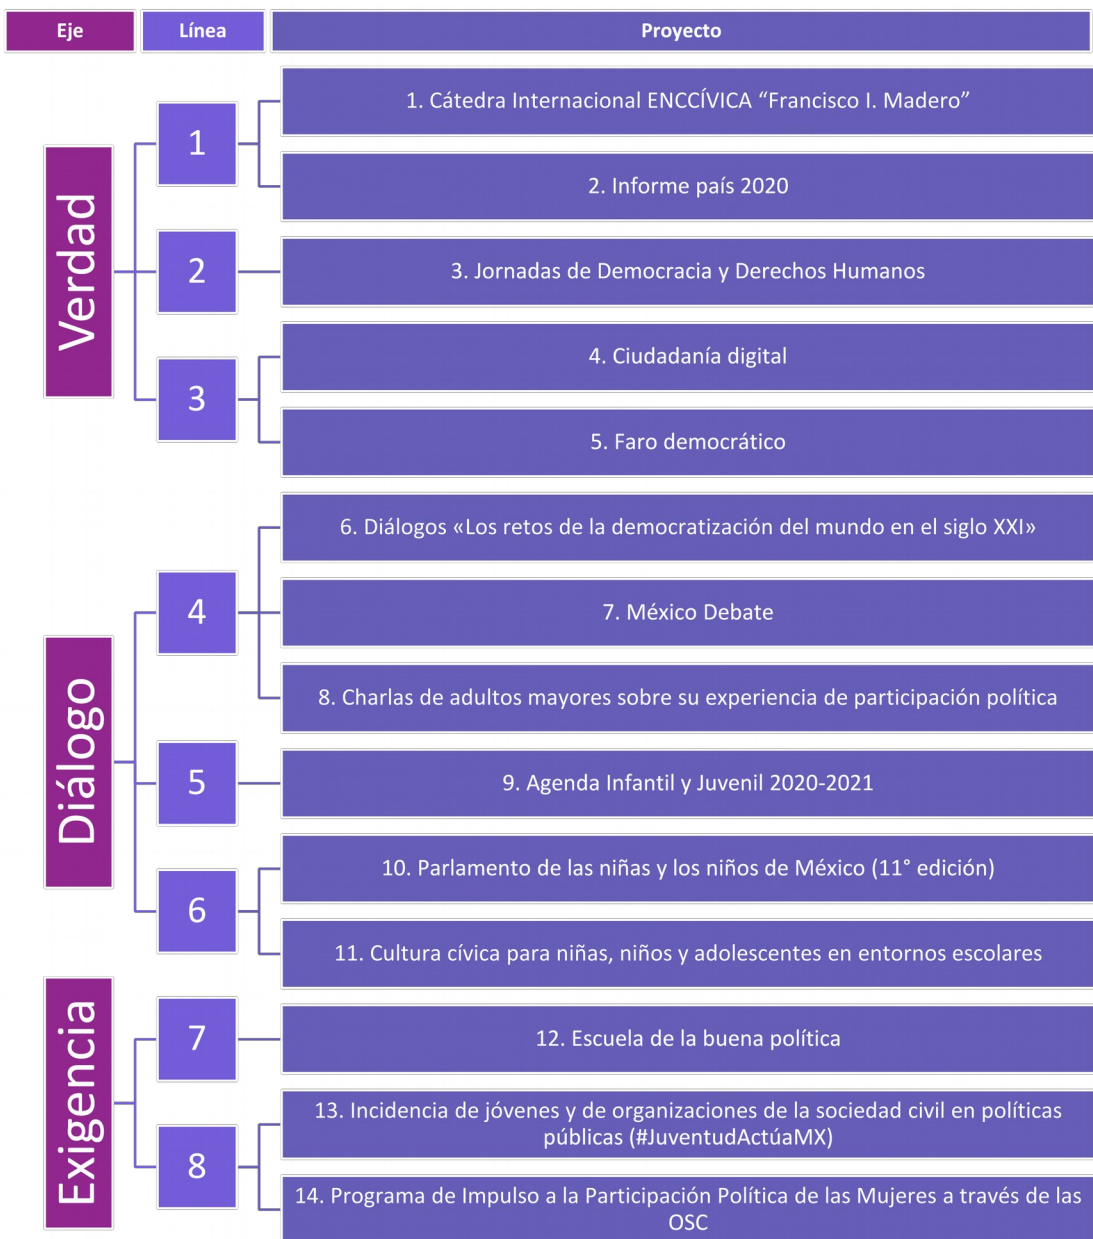 Eje
Línea
Proyecto
Verdad
1
1. Cátedra Internacional ENCCÍVICA “Francisco I. Madero”
2. Informe país 2020
2
3. Jornadas de Democracia y Derechos Humanos
3
4. Ciudadanía digital
5. Faro democrático
Diálogo
4
6. Diálogos «Los retos de la democratización del mundo en el siglo XXI»
7. México Debate
8. Charlas de adultos mayores sobre su experiencia de participación política
5
9. Agenda Infantil y Juvenil 2020-2021
6
10. Parlamento de las niñas y los niños de México (11° edición)
11. Cultura cívica para niñas, niños y adolescentes en entornos escolares
Exigencia
7
12. Escuela de la buena política
8
13. Incidencia de jóvenes y de organizaciones de la sociedad civil en políticas
públicas (#JuventudActúaMX)
14. Programa de Impulso a la Participación Política de las Mujeres a través de las
OSC